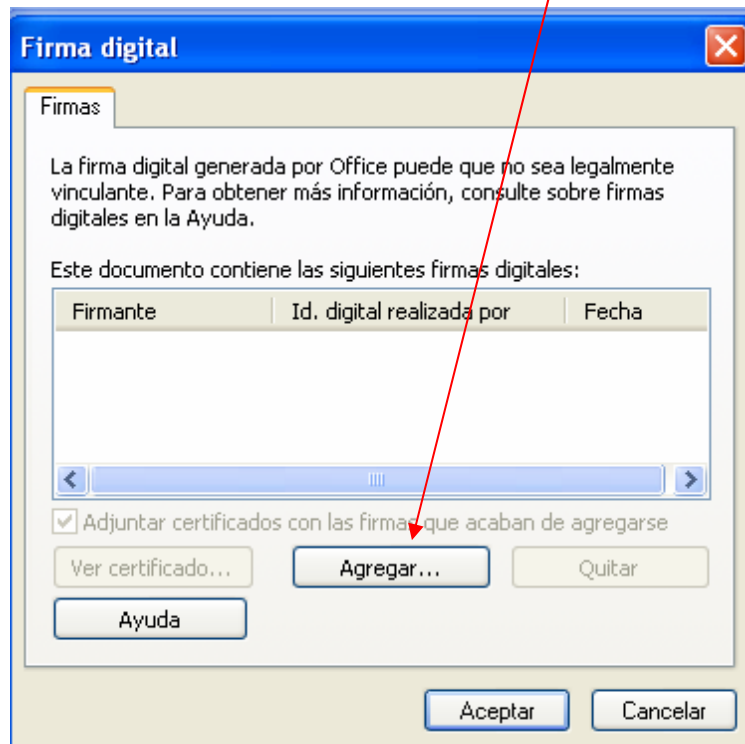 Firma digital
Firmas
La firma digital generada por Office puede que no sea legalmente
vinculante. Para obtener más información, consulte sobre firmas
digitales en la Ayuda.
Este documento contiene las siguientes firmas digitales:
Firmante Id. digital realizada por Fecha
Adjuntar certificados con las firmas que acaban de agregarse
Ver certificado... Agregar... Quitar
Ayuda
Aceptar Cancelar